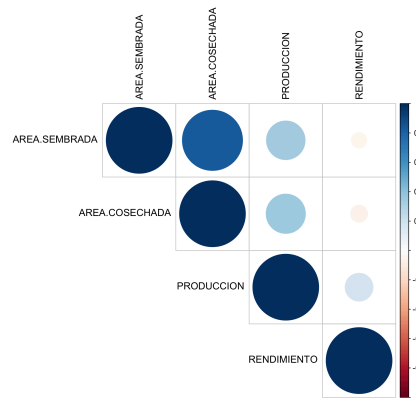 AREA.SEMBRADA
AREA.COSECHADA
PRODUCCION
RENDIMIENTO
AREA.SEMBRADA
AREA.COSECHADA
PRODUCCION
RENDIMIENTO